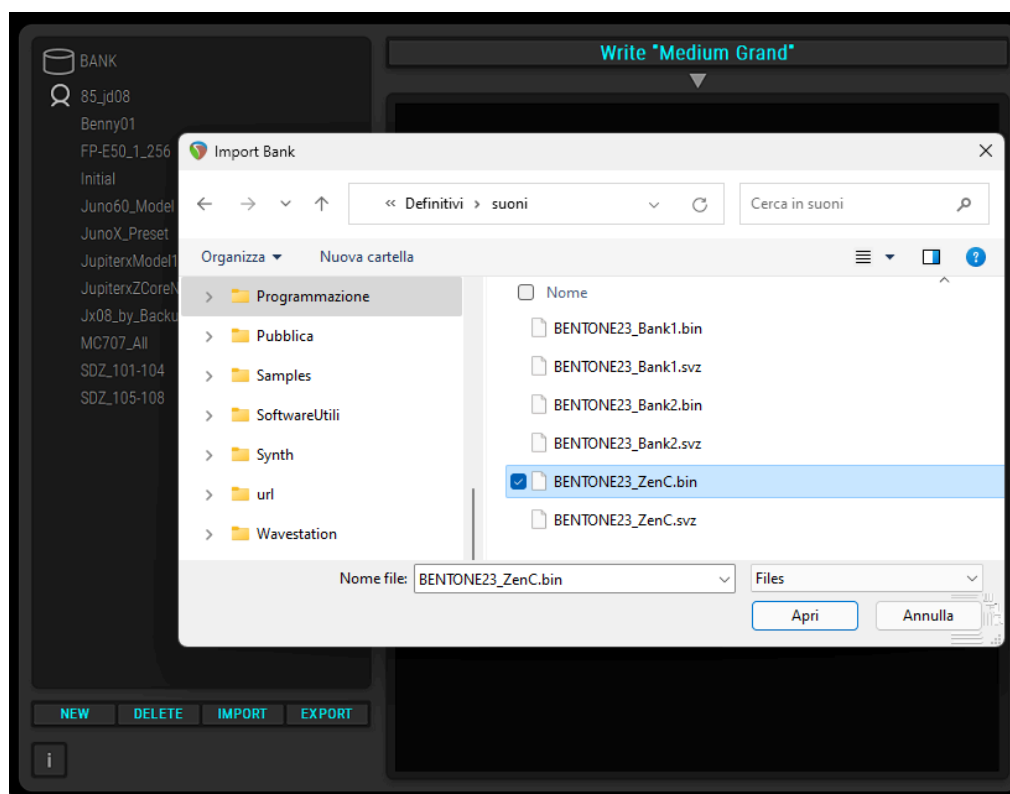 BANK
Write "Medium Grand"
85_jd08
Benny01
FP-E50_1_256
Initial
Juno60_Model
JunoX_Preset
JupiterxModel1
JupiterxZCoreN
Jx08_by_Backu
MC707_All
SDZ_101-104
SDZ_105-108
Import Bank
« Definitivi › suoni
Cerca in suoni
Organizza
Nuova cartella
Programmazione
Pubblica
Samples
SoftwareUtili
Synth
url
Wavestation
Nome
BENTONE23_Bank1.bin
BENTONE23_Bank1.svz
BENTONE23_Bank2.bin
BENTONE23_Bank2.svz
BENTONE23_ZenC.bin
BENTONE23_ZenC.svz
Nome file: BENTONE23_ZenC.bin
Files
Apri
Annulla
NEW DELETE IMPORT EXPORT
i